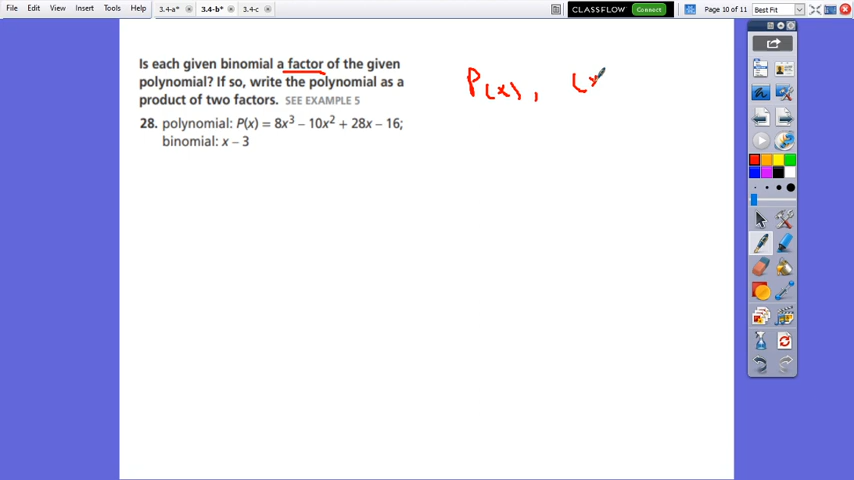 File Edit View Insert Tools Help 3.4-a* 3.4-b* 3.4-c CLASSFLOW Connect Page 10 of 11 Best Fit
Is each given binomial a factor of the given
polynomial? If so, write the polynomial as a
product of two factors. SEE EXAMPLE 5
28. polynomial: P(x) = 8x³ – 10x² + 28x – 16;
binomial: x – 3
P(x), (x